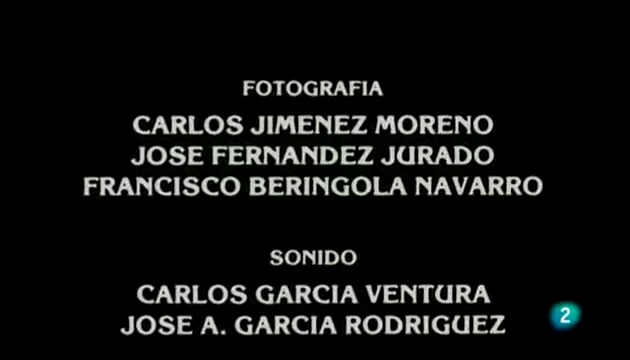 FOTOGRAFIA
CARLOS JIMENEZ MORENO
JOSE FERNANDEZ JURADO
FRANCISCO BERINGOLA NAVARRO
SONIDO
CARLOS GARCIA VENTURA
JOSE A. GARCIA RODRIGUEZ
2